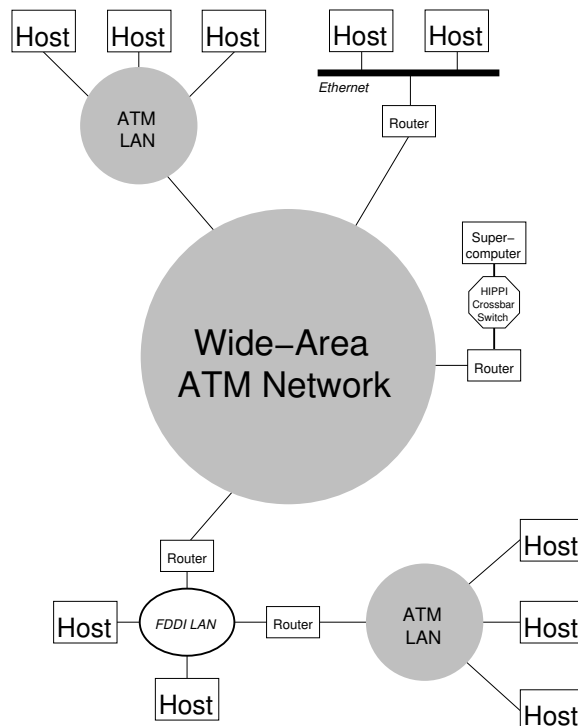 Host
Host
Host
Host
Host
Ethernet
ATM
LAN
Router
Super-
computer
HIPPI
Crossbar
Switch
Router
Wide-Area
ATM Network
Router
Host
FDDI LAN
Router
ATM
LAN
Host
Host
Host
Host